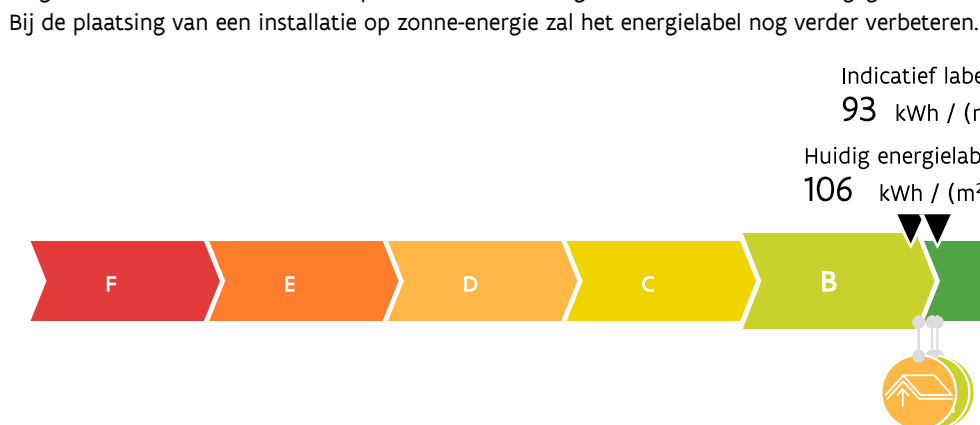 Bij de plaatsing van een installatie op zonne-energie zal het energielabel nog verder verbeteren.
Indicatief
93 kWh /
Huidig
106 kWh / (m²
F E D C B